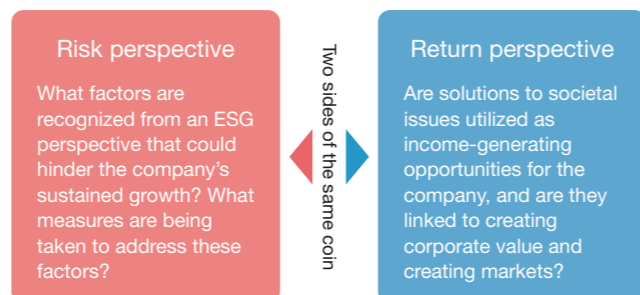 Risk perspective
What factors are
recognized from an ESG
perspective that could
hinder the company's
sustained growth? What
measures are being
taken to address these
factors?
Two sides of the same coin
Return perspective
Are solutions to societal
issues utilized as
income-generating
opportunities for the
company, and are they
linked to creating
corporate value and
creating markets?